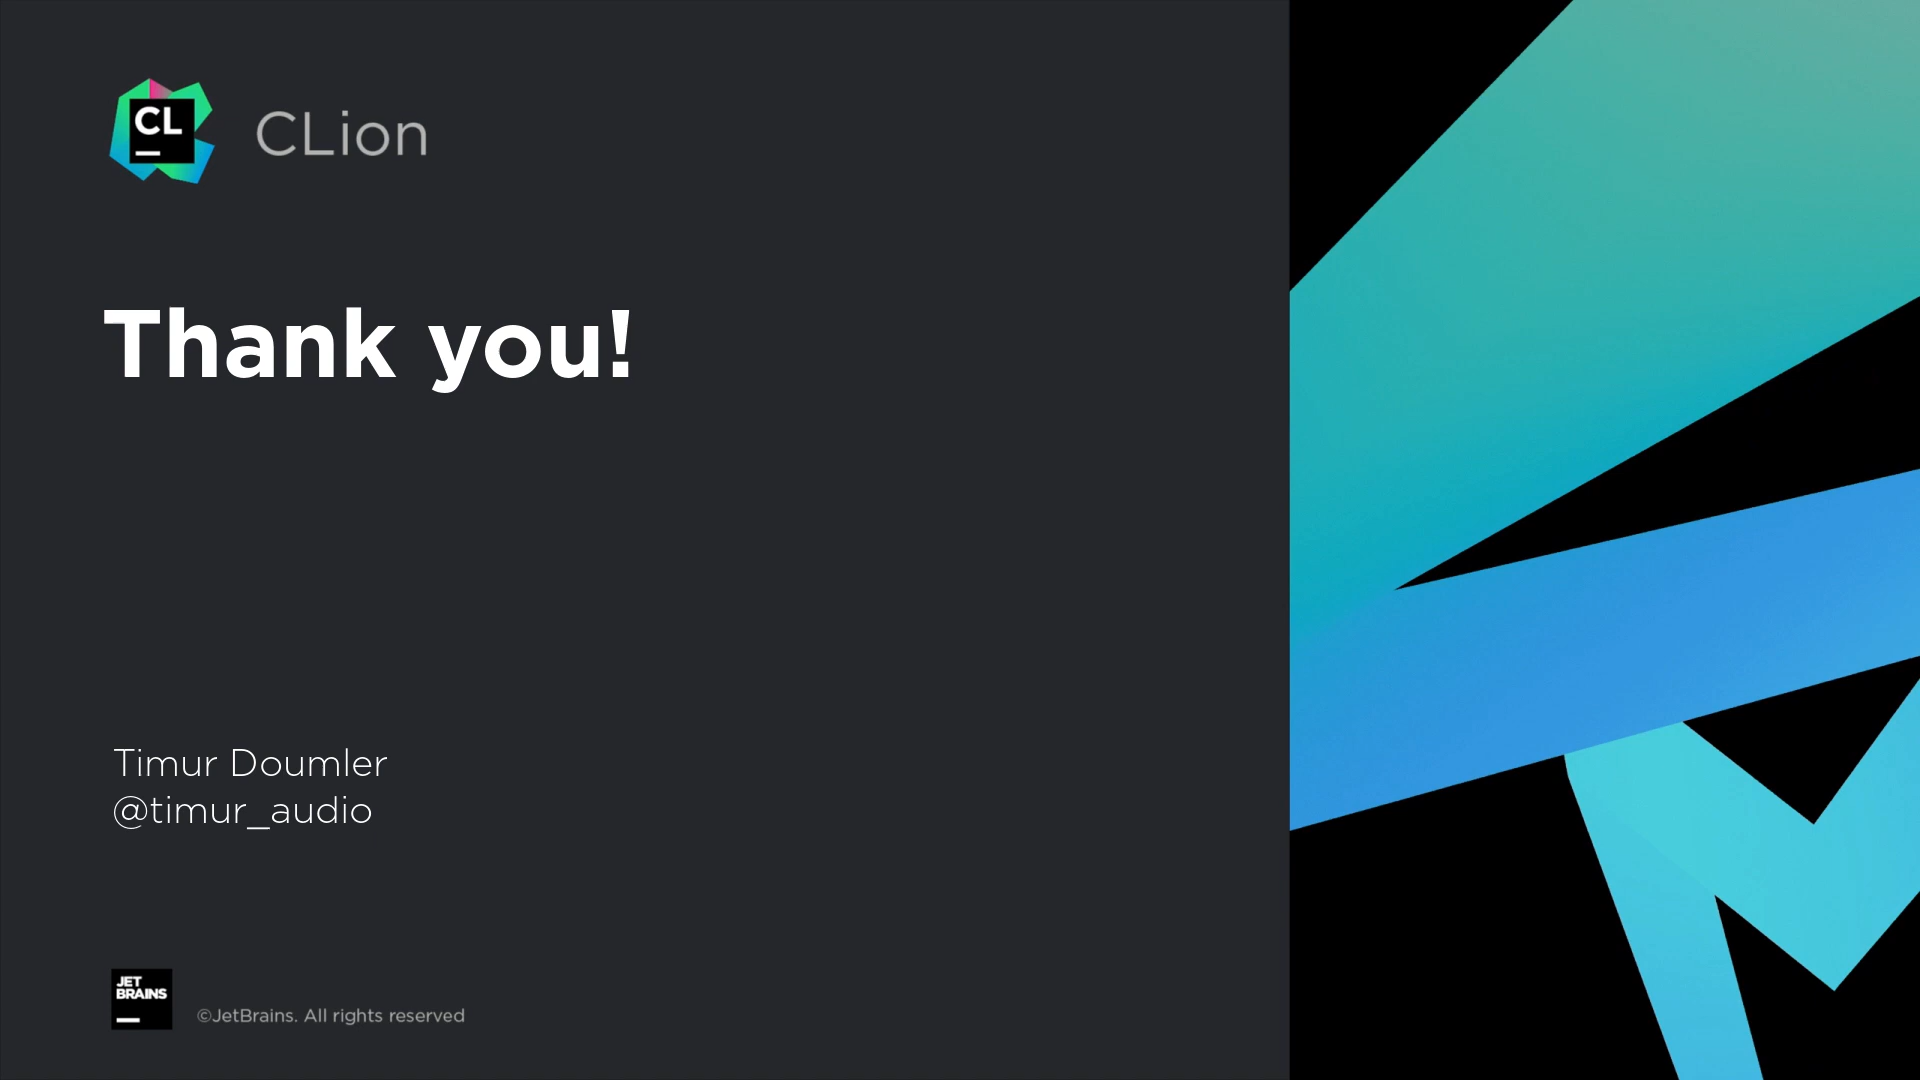 CL
CLion
Thank you!
Timur Doumler
@timur_audio
JET
BRAINS
©JetBrains. All rights reserved